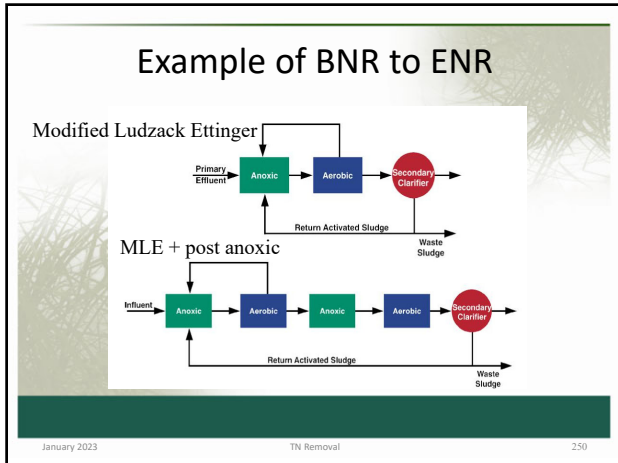 Example of BNR to ENR
Modified Ludzack Ettinger
Primary
Effluent
Anoxic
Aerobic
Secondary
Clarifier
Return Activated Sludge
Waste
Sludge
MLE + post anoxic
Influent
Anoxic
Aerobic
Anoxic
Aerobic
Secondary
Clarifier
Return Activated Sludge
Waste
Sludge
January 2023
TN Removal
250